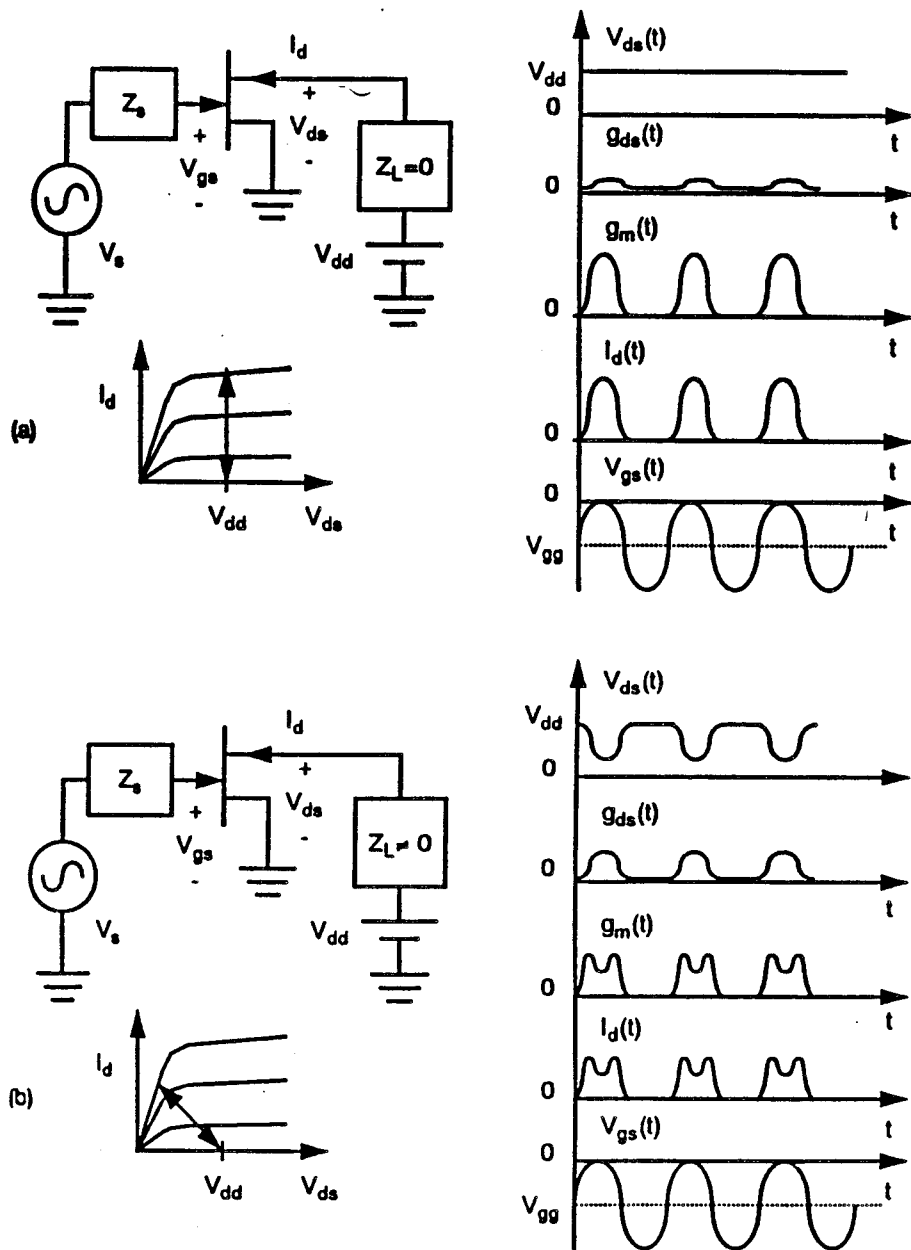 I_d
V_ds(t)
Z_s
+
+
V_dd
0
V_gs
V_ds
Z_L=0
t
-
-
g_ds(t)
0
V_s
V_dd
t
g_m(t)
0
t
I_d(t)
I_d
(a)
0
t
V_gs(t)
0
V_dd
V_ds
t
V_gg
V_ds(t)
I_d
V_dd
Z_s
+
+
0
V_gs
V_ds
Z_L≠0
g_ds(t)
-
-
0
V_s
V_dd
t
g_m(t)
0
t
I_d
I_d(t)
(b)
0
t
V_gs(t)
0
V_dd
V_ds
t
V_gg